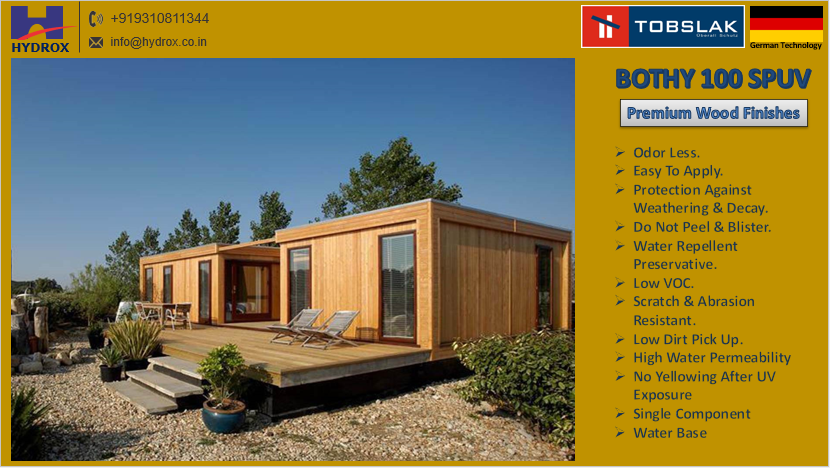 HYDROX
+919310811344
info@hydrox.co.in
TOBSLAK
Überall Schutz
German Technology
BOTHY 100 SPUV
Premium Wood Finishes
Odor Less.
Easy To Apply.
Protection Against
Weathering & Decay.
Do Not Peel & Blister.
Water Repellent
Preservative.
Low VOC.
Scratch & Abrasion
Resistant.
Low Dirt Pick Up.
High Water Permeability
No Yellowing After UV
Exposure
Single Component
Water Base